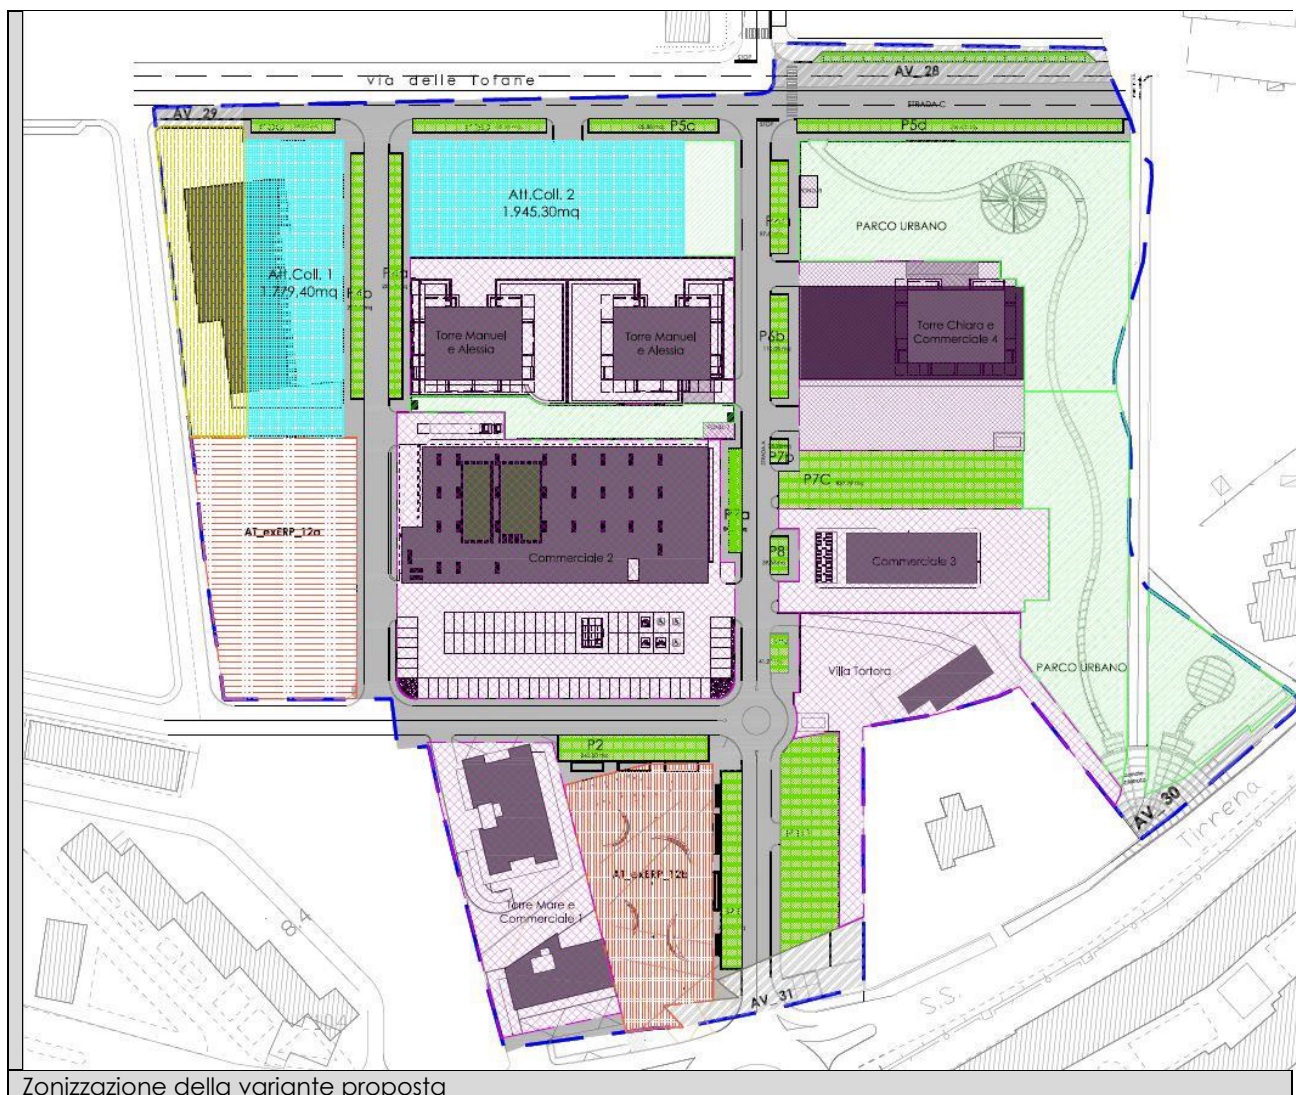 via delle Tofane
AV_28
STRADA-C
AV_29
P5c
P5d
Att.Coll. 2
1.945,30mq
PARCO URBANO
Att.Coll. 1
1.779,40mq
P4b
Torre Manuel
e Alessia
Torre Manuel
e Alessia
P6b
Torre Chiara e
Commerciale 4
STRADA-A
P7b
P7C
AT_exERP_12a
Commerciale 2
P8
Commerciale 3
Villa Tortora
PARCO URBANO
P2
AT_exERP_12b
Torre Mare e
Commerciale 1
AV_30
Tirrena
S.S.
AV_31
8.4
Zonizzazione della variante proposta